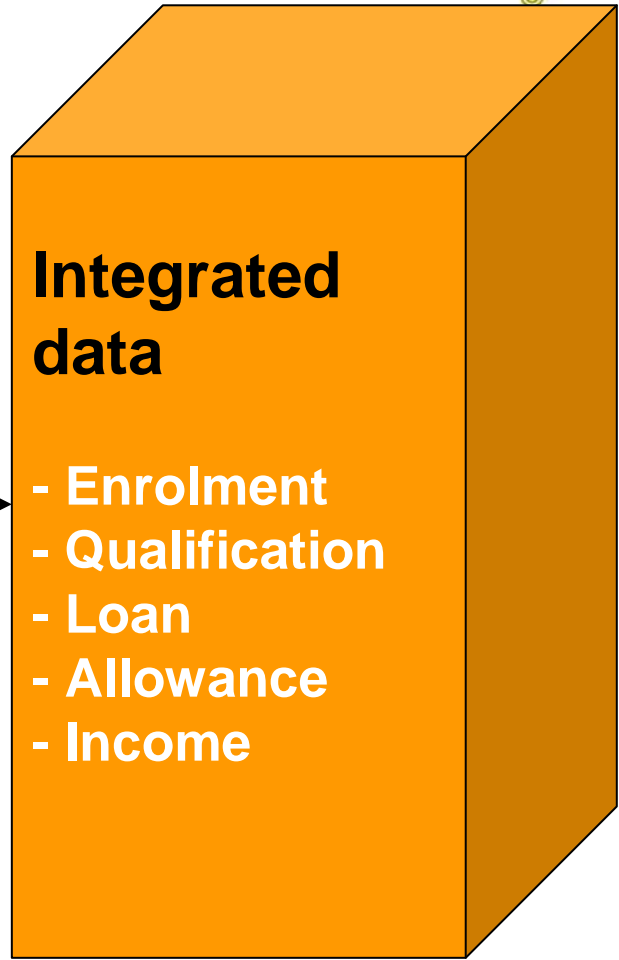 Integrated
data
- Enrolment
- Qualification
- Loan
- Allowance
- Income